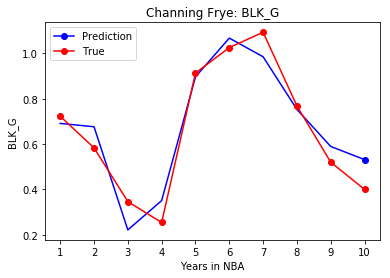 Channing Frye: BLK_G
Prediction
True
BLK_G
1.0
0.8
0.6
0.4
0.2
1 2 3 4 5 6 7 8 9 10
Years in NBA